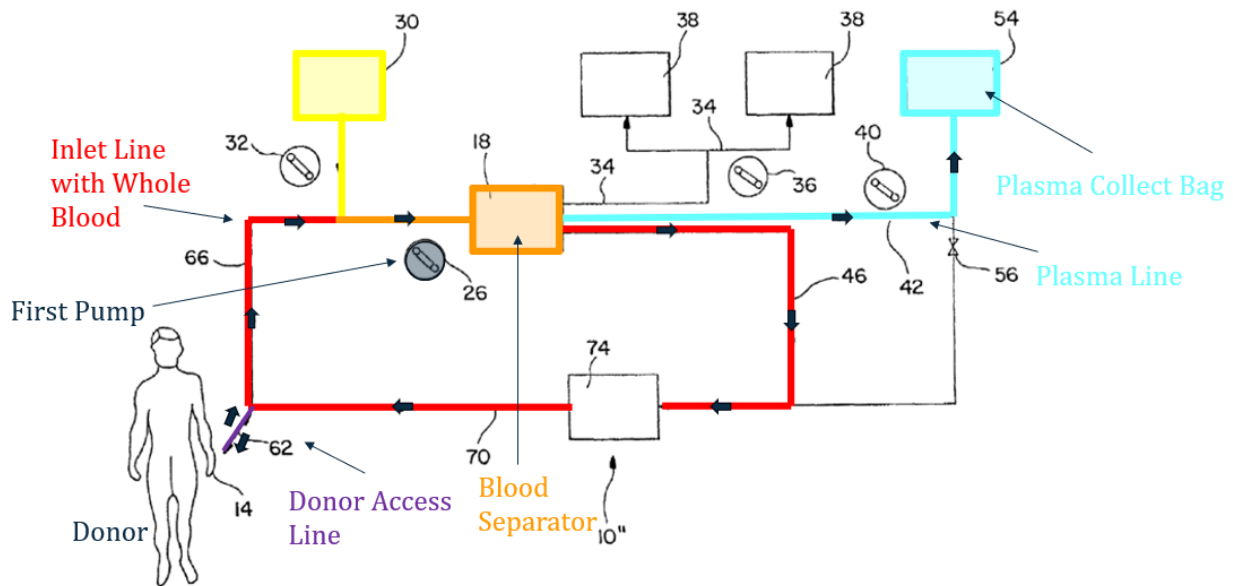 30
38
38
54
32
34
40
Inlet Line
with Whole
Blood
18
34
36
Plasma Collect Bag
66
26
46
42
56
Plasma Line
First Pump
74
62
70
14
Donor
Donor Access
Line
Blood
Separator
10"